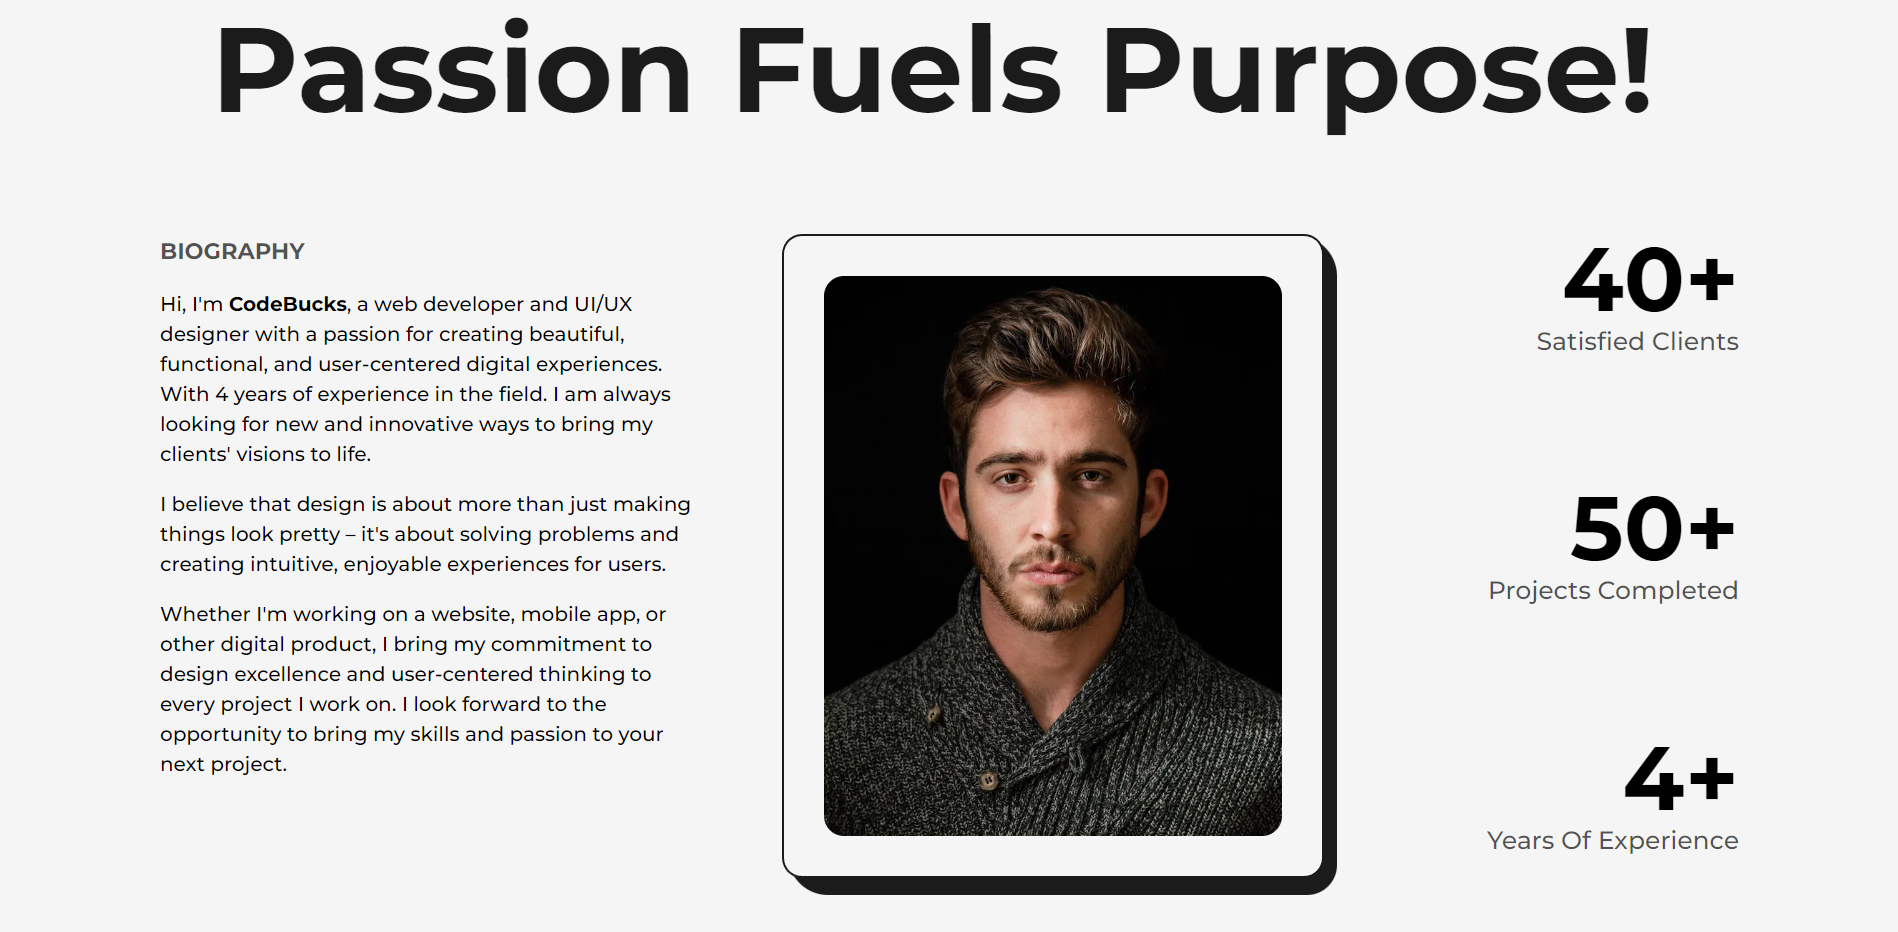 Passion Fuels Purpose!
BIOGRAPHY
Hi, I'm CodeBucks, a web developer and UI/UX
designer with a passion for creating beautiful,
functional, and user-centered digital experiences.
With 4 years of experience in the field. I am always
looking for new and innovative ways to bring my
clients' visions to life.
I believe that design is about more than just making
things look pretty – it's about solving problems and
creating intuitive, enjoyable experiences for users.
Whether I'm working on a website, mobile app, or
other digital product, I bring my commitment to
design excellence and user-centered thinking to
every project I work on. I look forward to the
opportunity to bring my skills and passion to your
next project.
40+
Satisfied Clients
50+
Projects Completed
4+
Years Of Experience